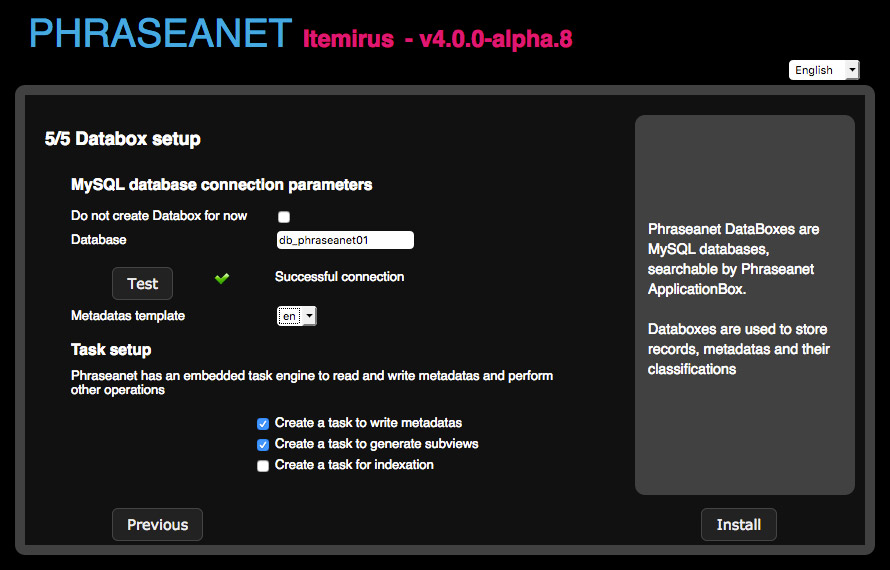 PHRASEANET Itemirus - v4.0.0-alpha.8
English
5/5 Databox setup
MySQL database connection parameters
Do not create Databox for now
Database db_phraseanet01
Test Successful connection
Metadatas template en
Task setup
Phraseanet has an embedded task engine to read and write metadatas and perform
other operations
Create a task to write metadatas
Create a task to generate subviews
Create a task for indexation
Previous
Phraseanet DataBoxes are
MySQL databases,
searchable by Phraseanet
ApplicationBox.
Databoxes are used to store
records, metadatas and their
classifications
Install